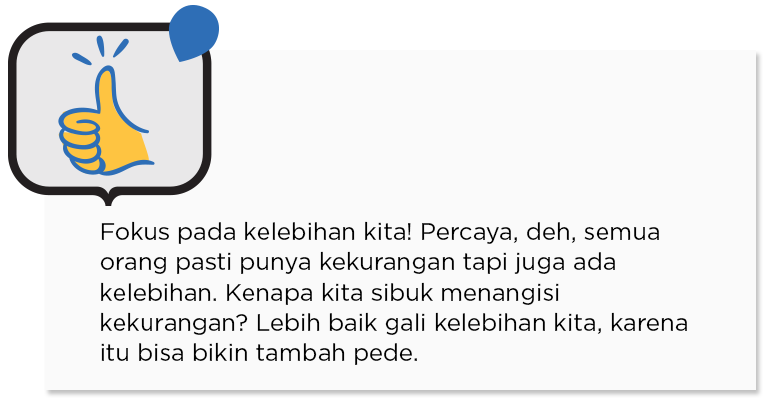 Fokus pada kelebihan kita! Percaya, deh, semua
orang pasti punya kekurangan tapi juga ada
kelebihan. Kenapa kita sibuk menangisi
kekurangan? Lebih baik gali kelebihan kita, karena
itu bisa bikin tambah pede.